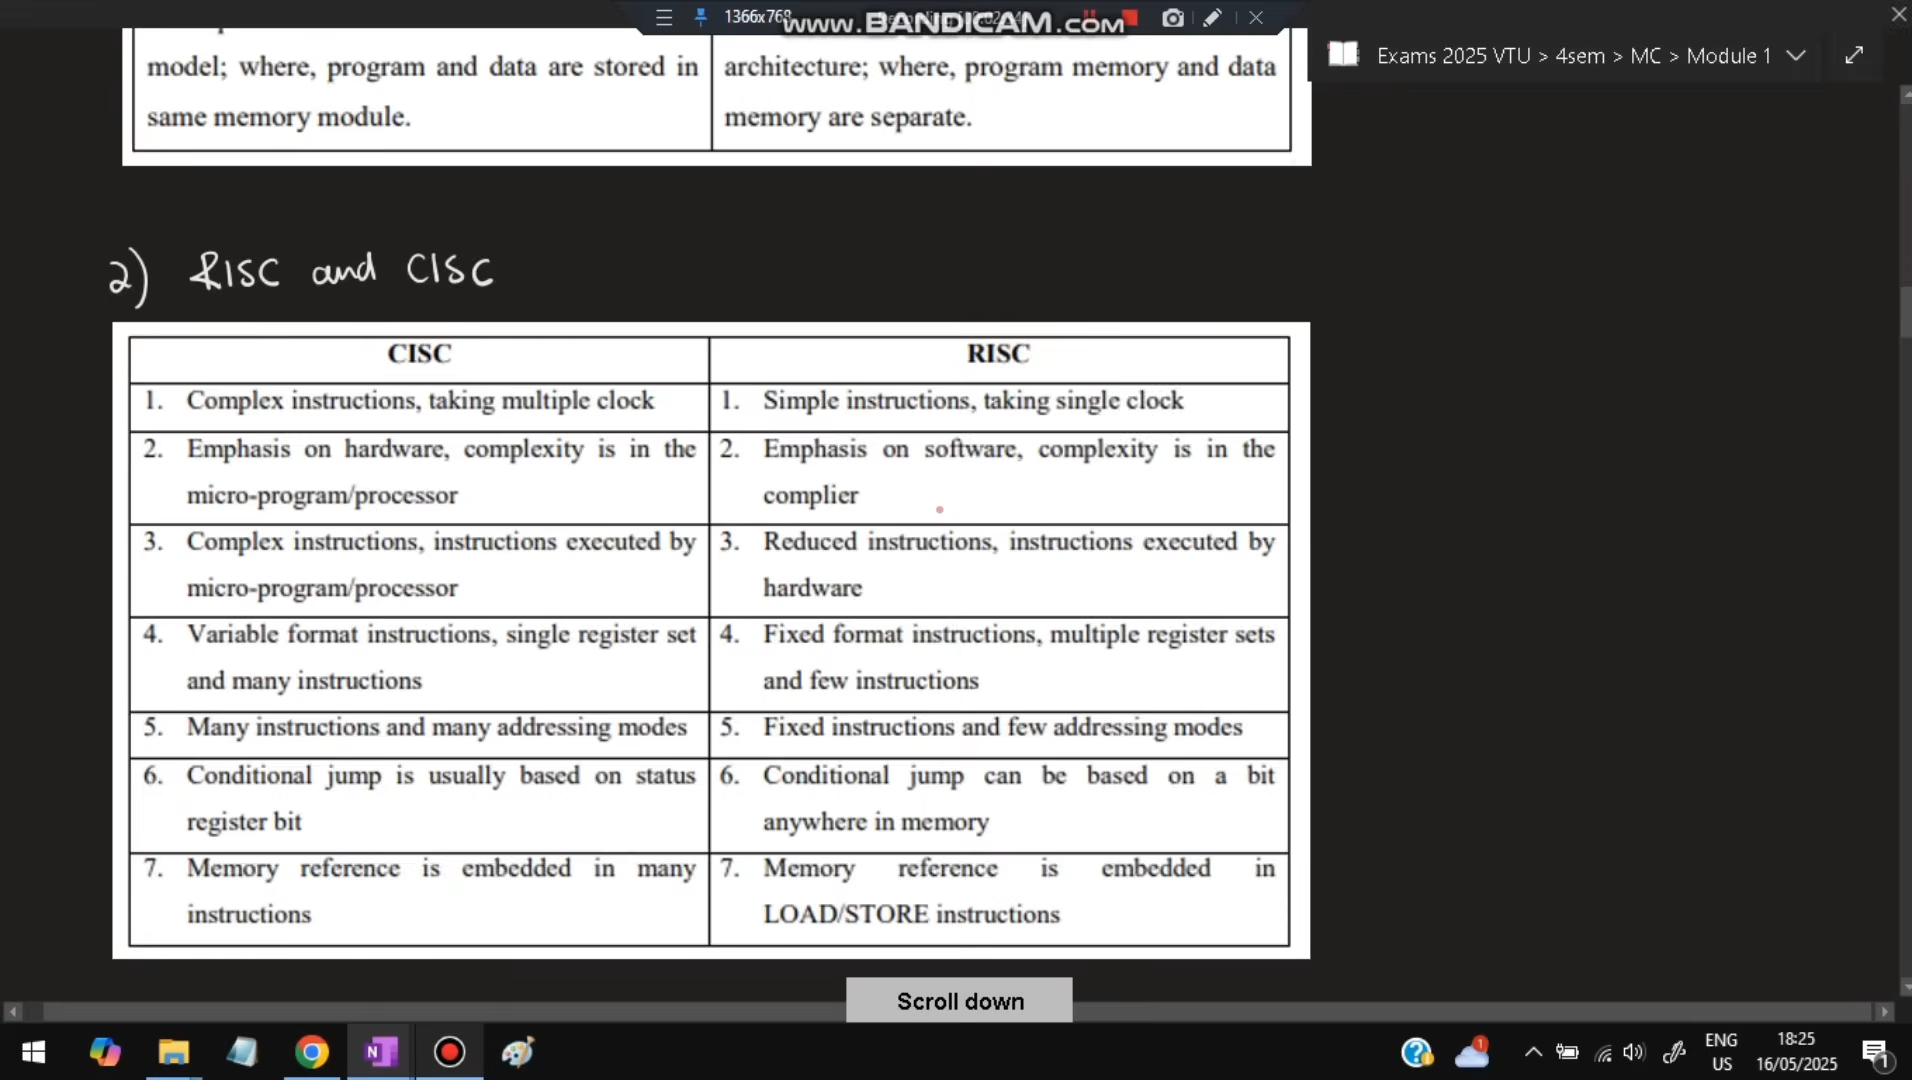 1366x768
www.BANDICAM.com
Exams 2025 VTU > 4sem > MC > Module 1
model; where, program and data are stored in
same memory module.
architecture; where, program memory and data
memory are separate.
2) RISC and CISC
CISC
RISC
1. Complex instructions, taking multiple clock
1. Simple instructions, taking single clock
2. Emphasis on hardware, complexity is in the
micro-program/processor
2. Emphasis on software, complexity is in the
complier
3. Complex instructions, instructions executed by
micro-program/processor
3. Reduced instructions, instructions executed by
hardware
4. Variable format instructions, single register set
and many instructions
4. Fixed format instructions, multiple register sets
and few instructions
5. Many instructions and many addressing modes
5. Fixed instructions and few addressing modes
6. Conditional jump is usually based on status
register bit
6. Conditional jump can be based on a bit
anywhere in memory
7. Memory reference is embedded in many
instructions
7. Memory reference is embedded in
LOAD/STORE instructions
Scroll down
ENG
US
18:25
16/05/2025
1
1